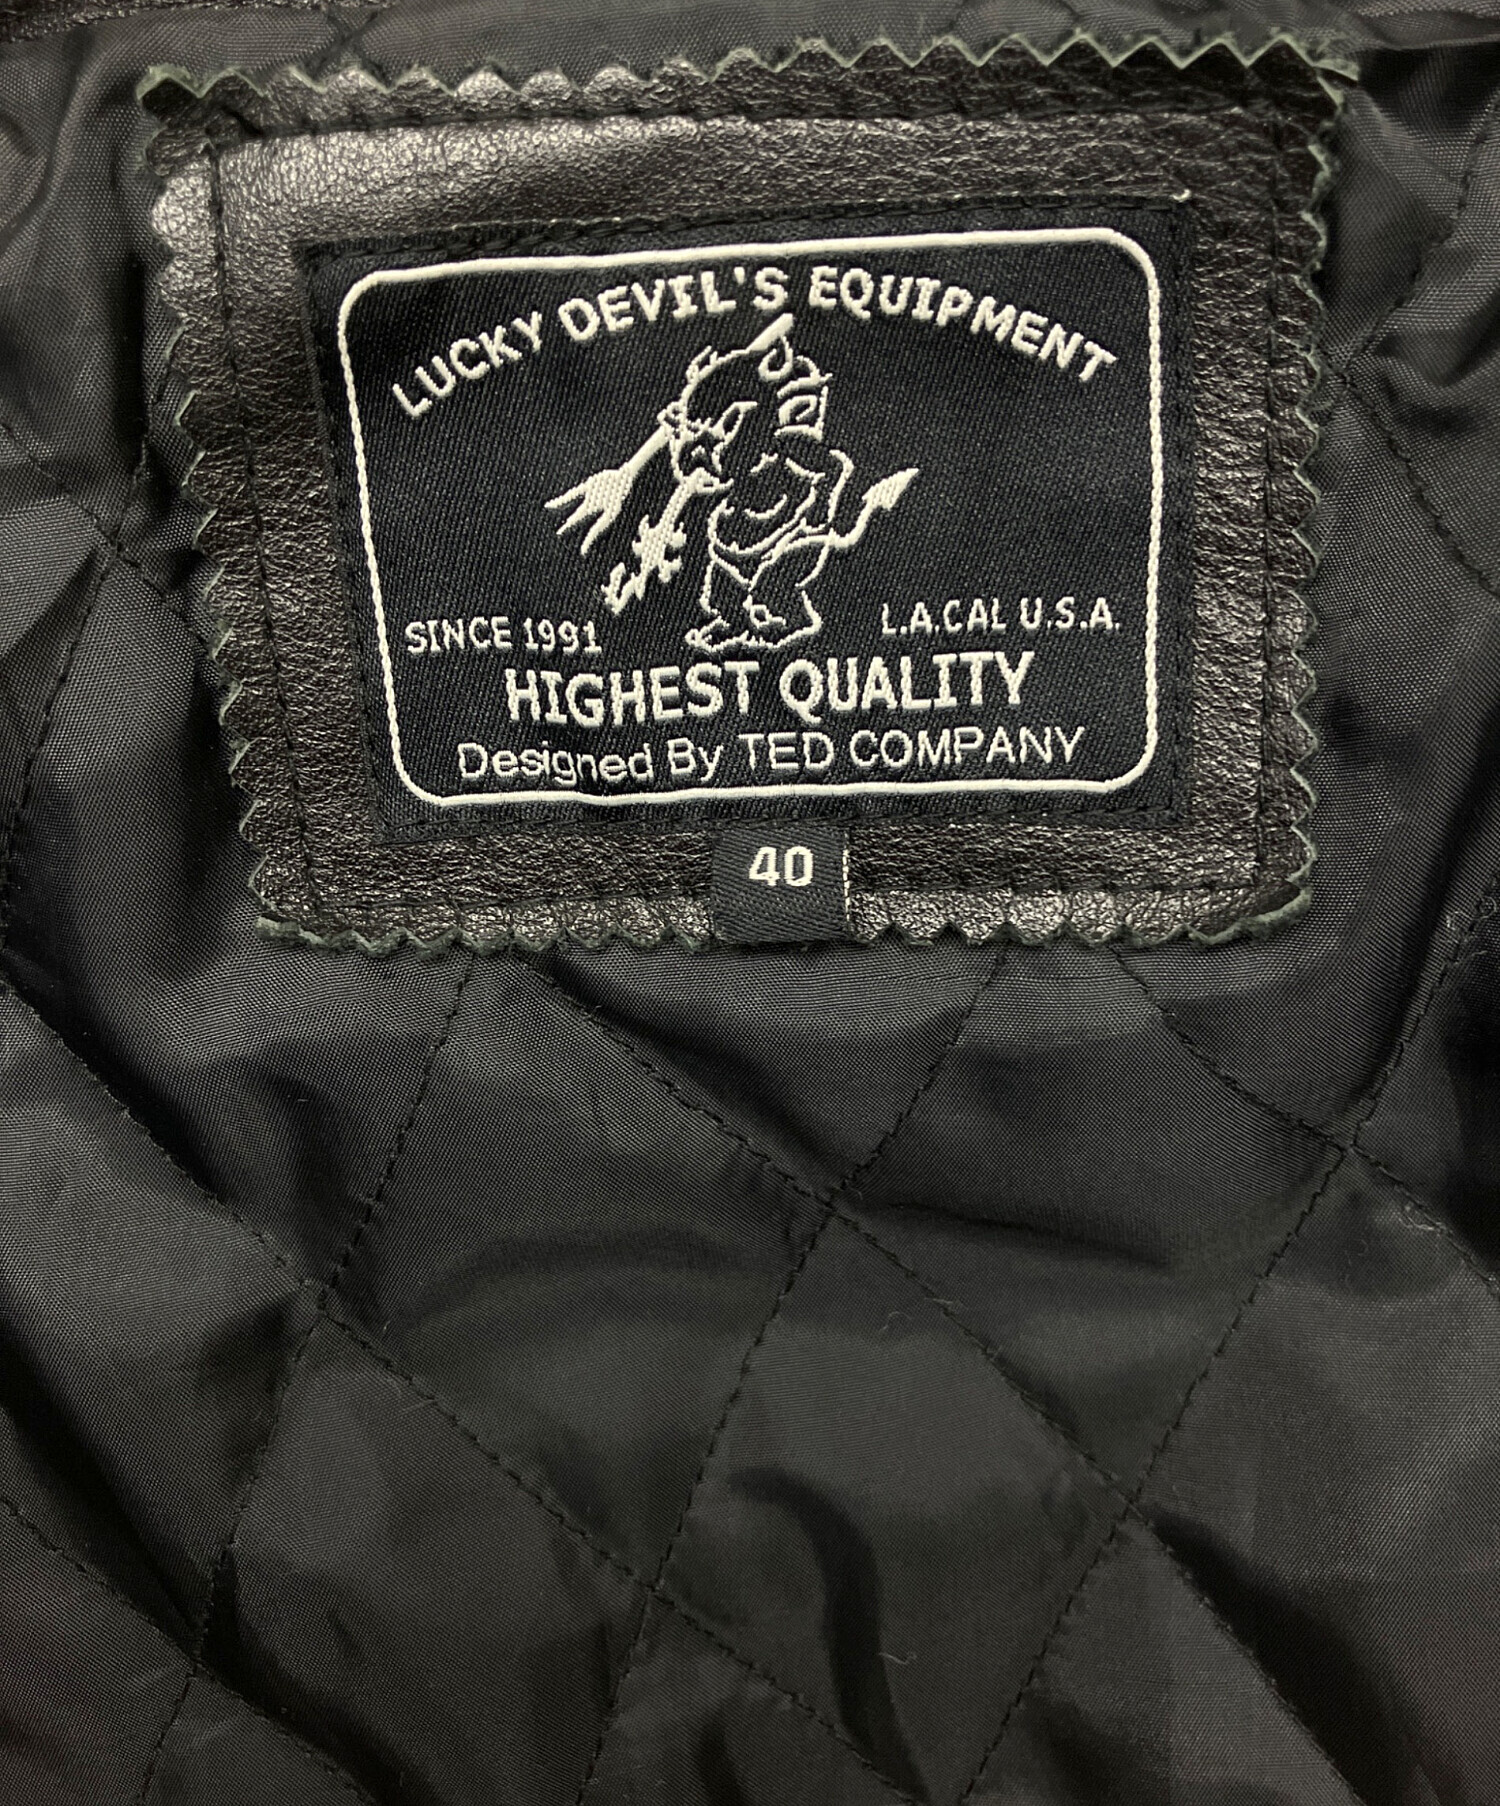 LUCKY DEVIL'S EQUIPMENT
SINCE 1991
L.A.CAL U.S.A.
HIGHEST QUALITY
Designed By TED COMPANY
40